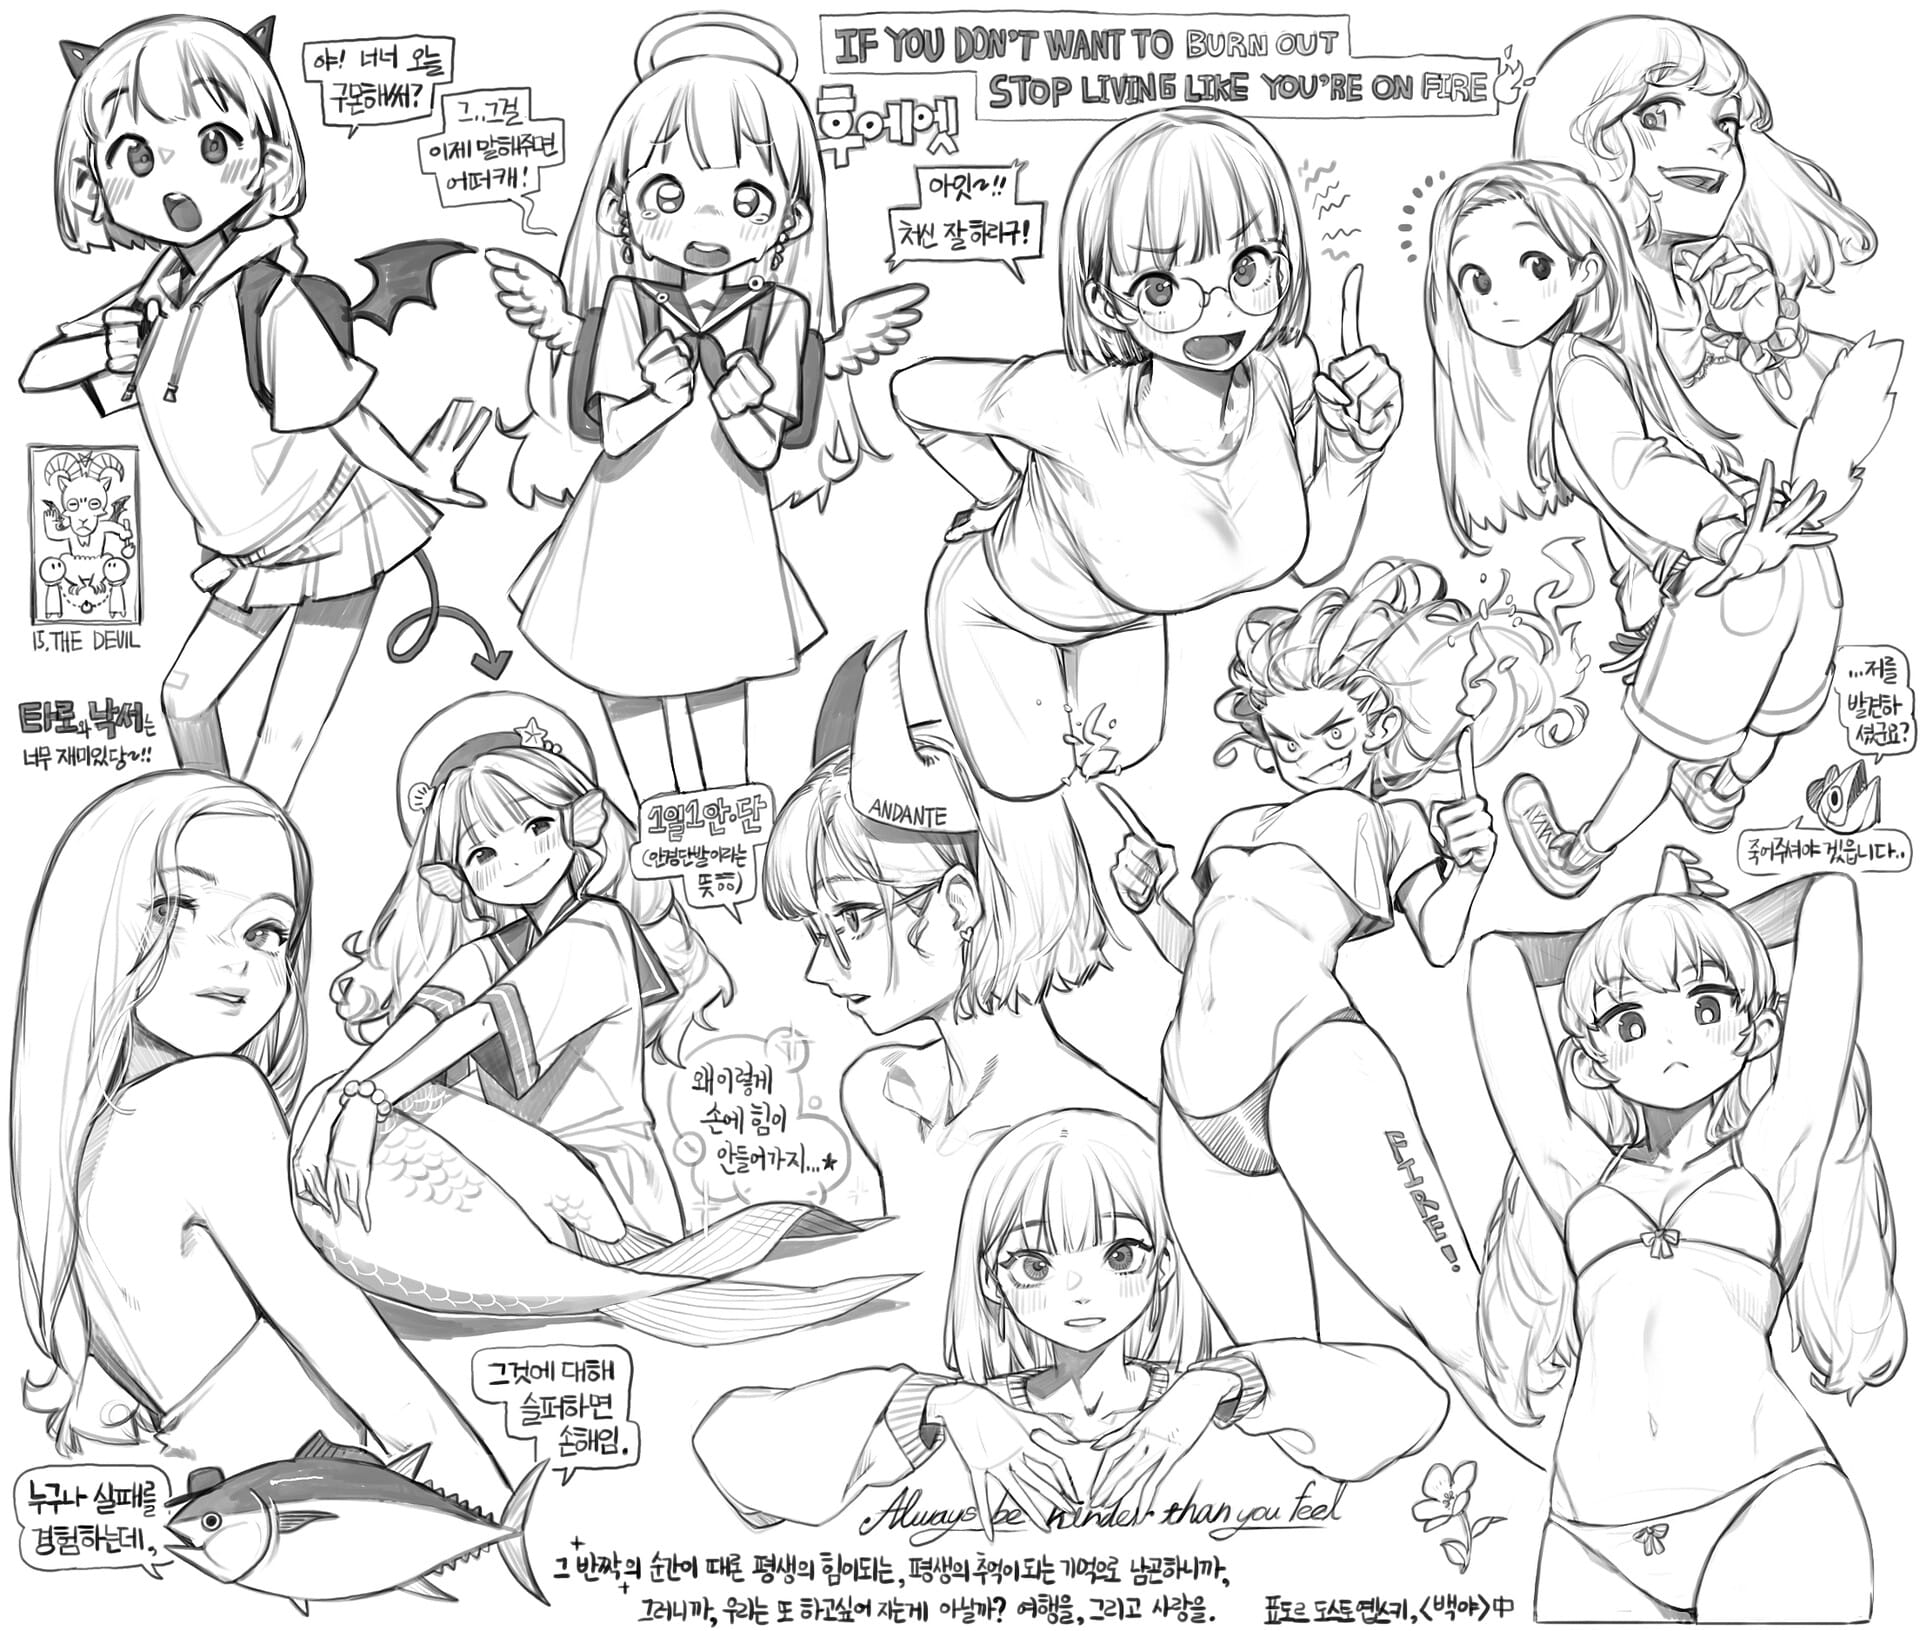 야! 너너 오늘
구몬해써?
그..그걸
이제 말해주면
어떠캐!
IF YOU DON'T WANT TO BURN OUT
STOP LIVING LIKE YOU'RE ON FIRE
후에엣
아잇~!!
처신 잘하라구!
15, THE DEVIL
타로와 낙서는
너무 재미있당~!!
...저를
발견하
셨군요?
죽어주셔야겠읍니다..
1일1안.단
(안경단발이라는
뜻ㅎㅎ)
ANDANTE
왜이렇게
손에 힘이
안들어가지...★
FIRE!
그것에 대해
슬퍼하면
손해임.
누구나 실패를
경험하는데,
Always be kinder than you feel
그 반짝의 순간이 때론 평생의 힘이되는, 평생의 추억이 되는 기억으로 남곤하니까,
그러니까, 우리는 또 하고싶어 지는게 아닐까? 여행을, 그리고 사랑을.
표도르 도스토옙스키, <백야> 中